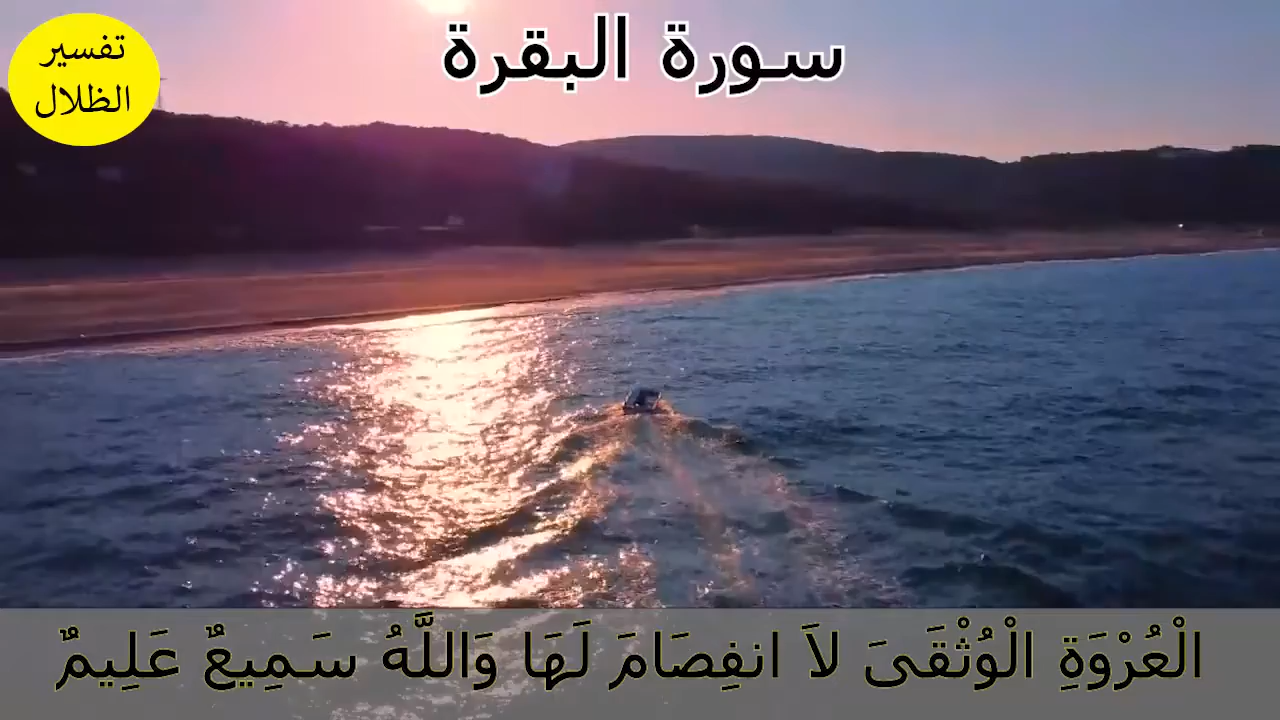 سورة البقرة
تفسير
الظلال
الْعُرْوَةِ الْوُثْقَىَ لاَ انفِصَامَ لَهَا وَاللَّهُ سَمِيعٌ عَلِيمٌ